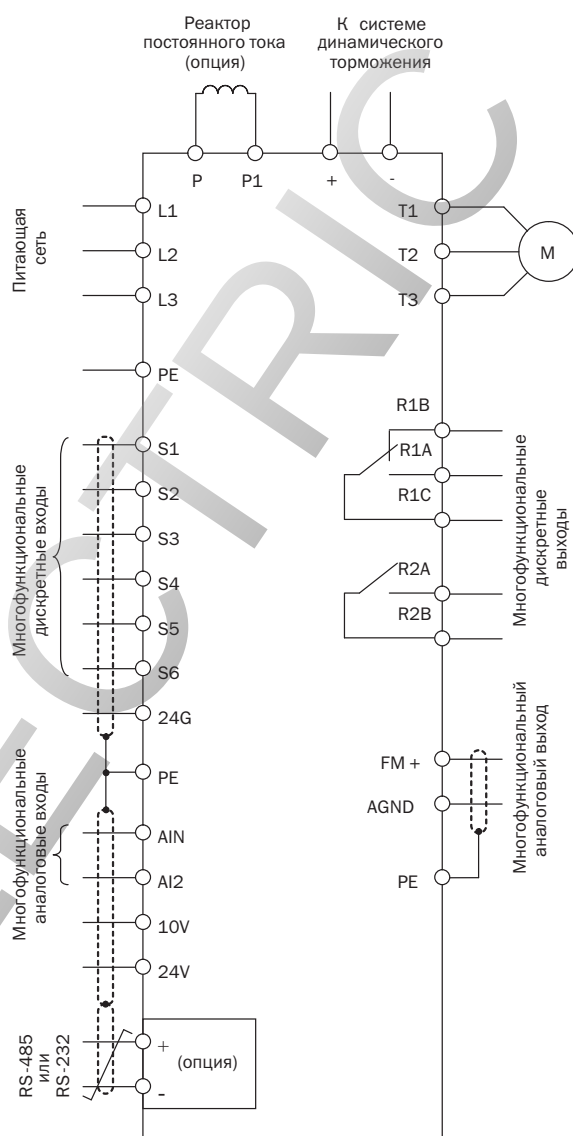 Реактор
постоянного тока
(опция)
К системе
динамического
торможения
P
P1
+
-
Питающая
сеть
L1
L2
L3
PE
T1
T2
T3
M
Многофункциональные
дискретные входы
S1
S2
S3
S4
S5
S6
24G
PE
R1B
R1A
R1C
R2A
R2B
Многофункциональные
дискретные
выходы
Многофункциональные
аналоговые входы
AIN
AI2
10V
24V
FM +
AGND
PE
Многофункциональный
аналоговый выход
RS-485
или
RS-232
+
(опция)
-
ECTRIC